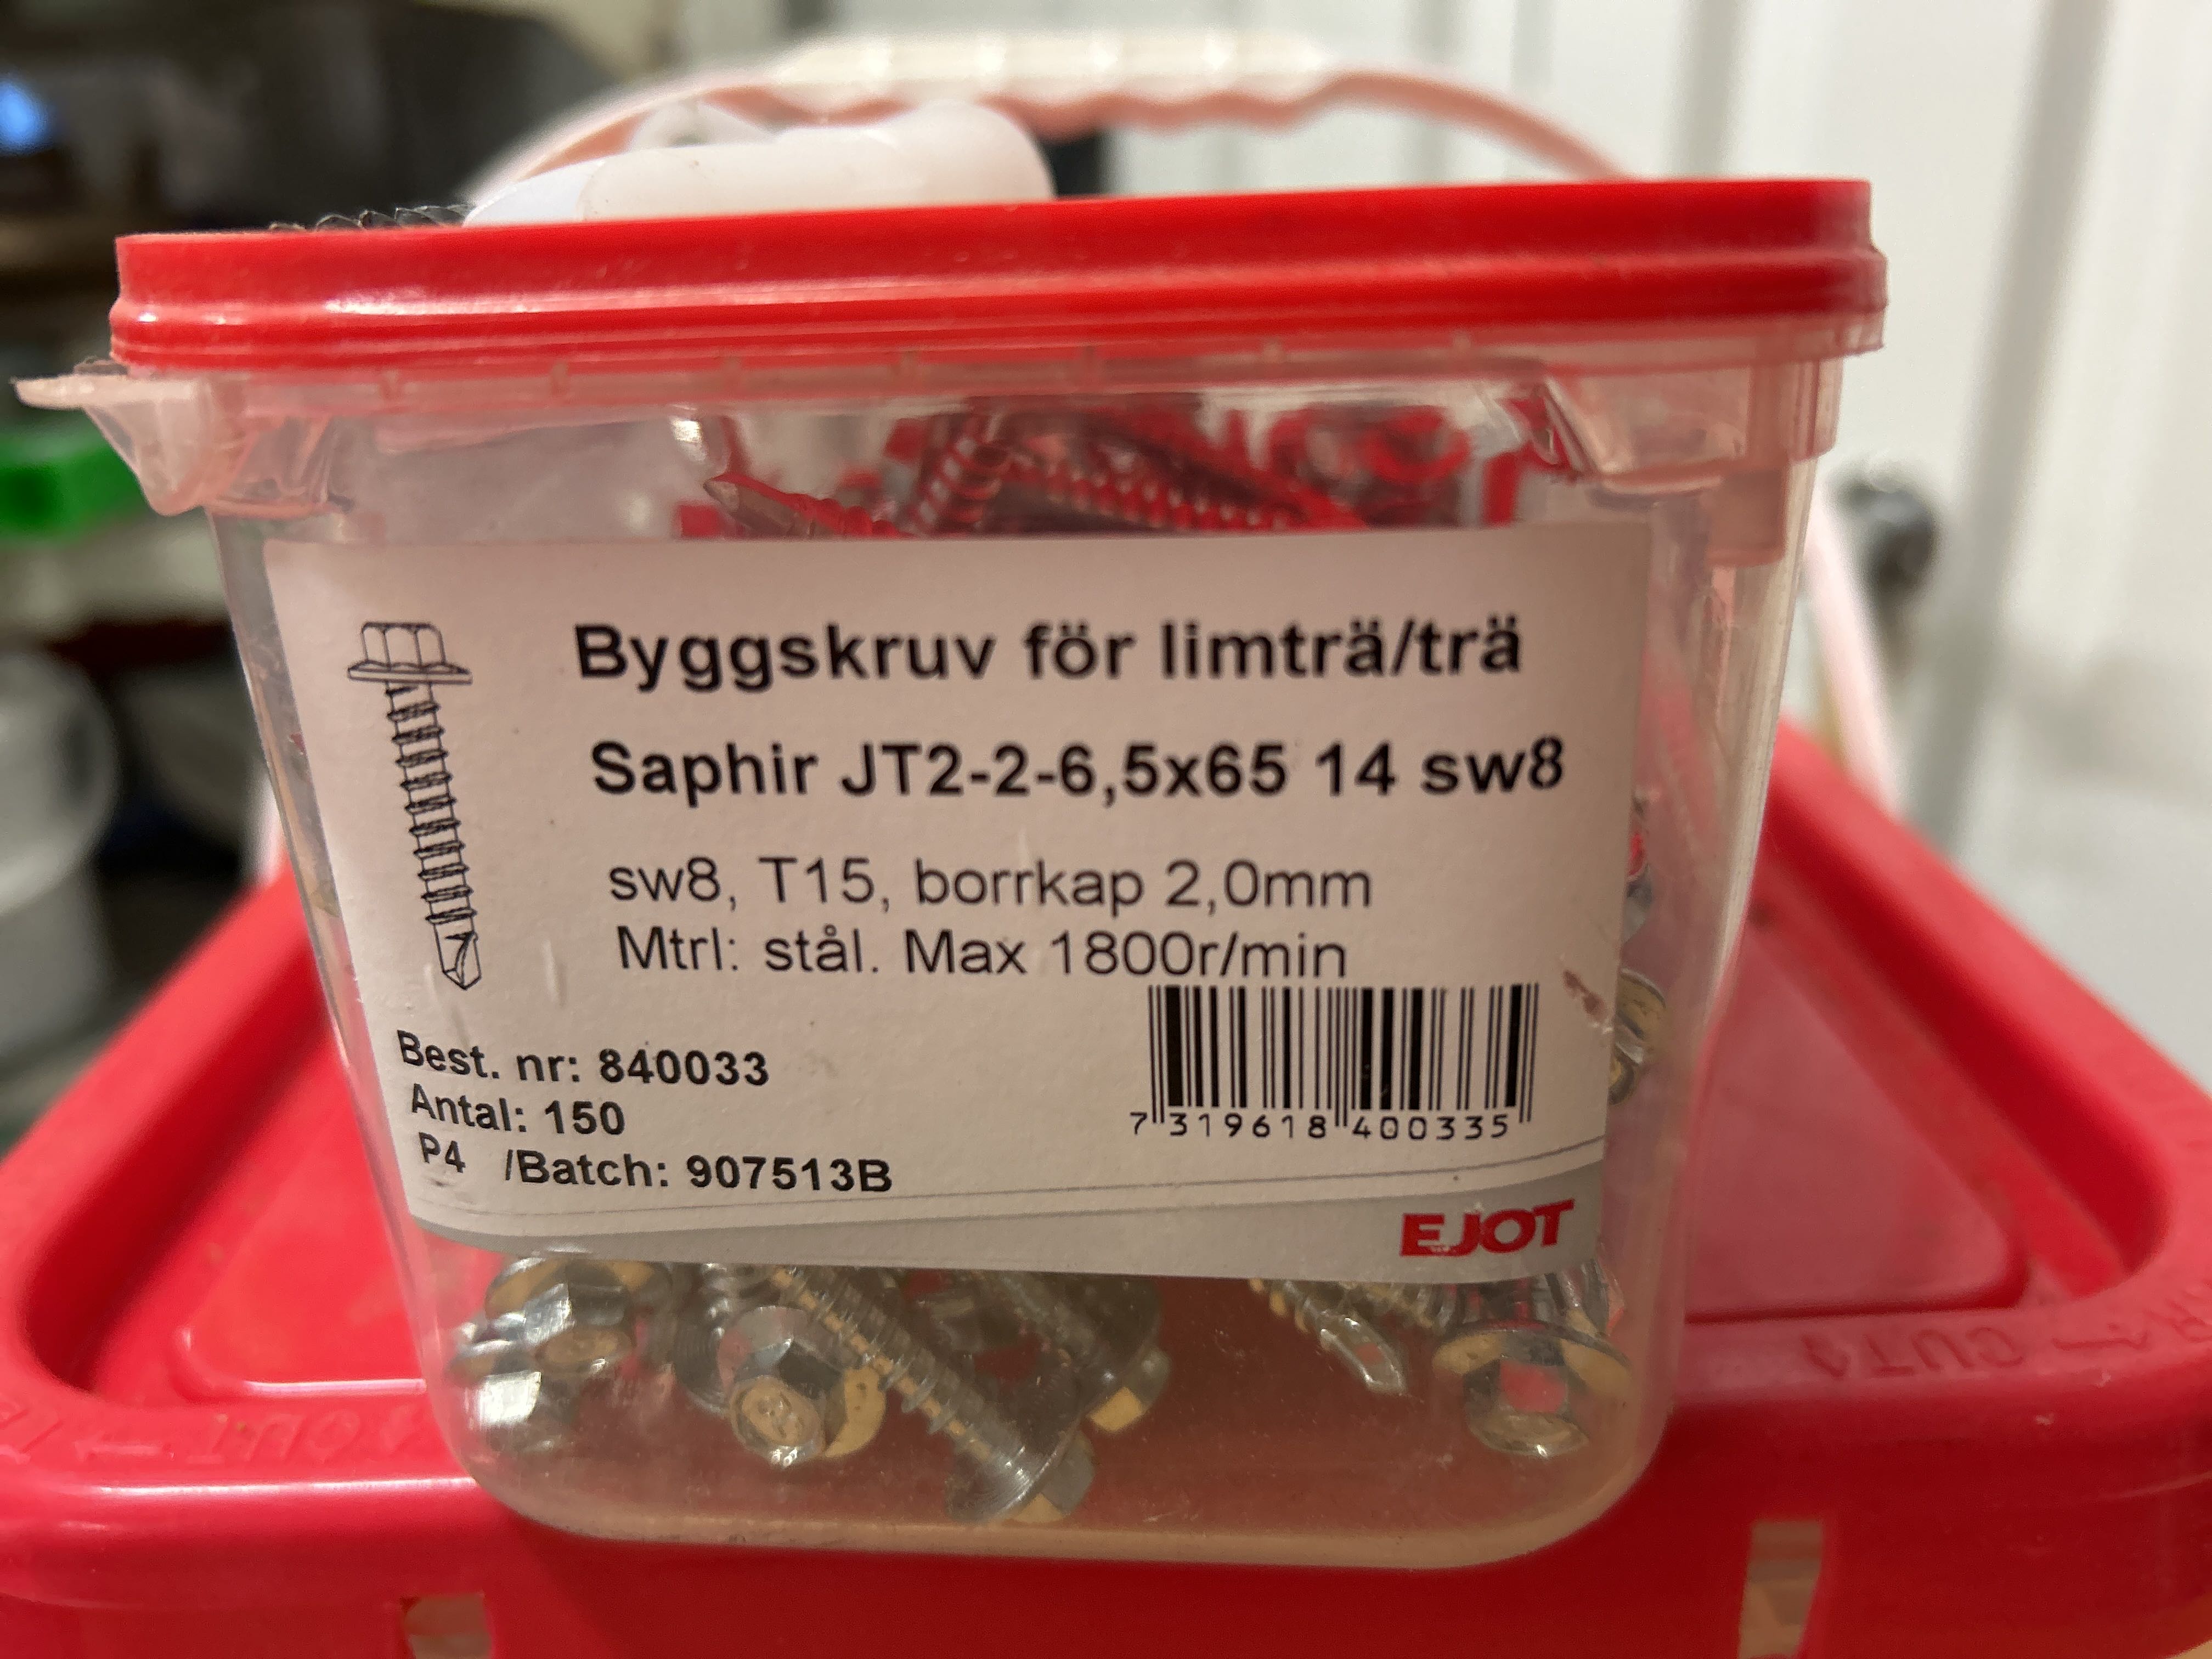 Byggskruv för limträ/trä
Saphir JT2-2-6,5x65 14 sw8
sw8, T15, borrkap 2,0mm
Mtrl: stål. Max 1800r/min
Best. nr: 840033
Antal: 150
P4 /Batch: 907513B
7 319618 400335
EJOT
CUT